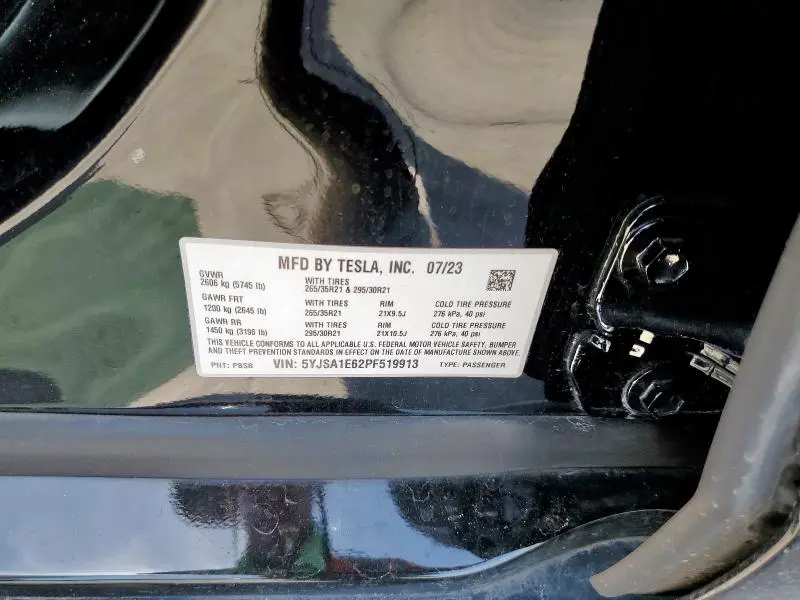 MFD BY TESLA, INC. 07/23
GVWR
2606 kg (5745 lb)
WITH TIRES
265/35R21 & 295/30R21
GAWR FRT
1200 kg (2645 lb)
WITH TIRES
265/35R21
RIM
21X9.5J
COLD TIRE PRESSURE
276 kPa, 40 psi
GAWR RR
1450 kg (3196 lb)
WITH TIRES
295/30R21
RIM
21X10.5J
COLD TIRE PRESSURE
276 kPa, 40 psi
THIS VEHICLE CONFORMS TO ALL APPLICABLE U.S. FEDERAL MOTOR VEHICLE SAFETY, BUMPER
AND THEFT PREVENTION STANDARDS IN EFFECT ON THE DATE OF MANUFACTURE SHOWN ABOVE.
PNT: PBSB VIN: 5YJSA1E62PF519913 TYPE: PASSENGER